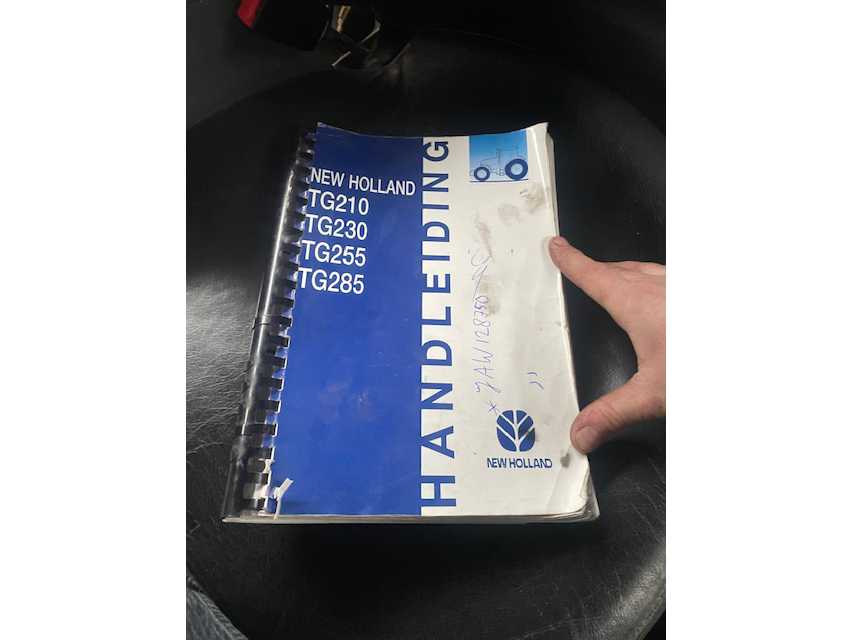 NEW HOLLAND
TG210
TG230
TG255
TG285
HANDLEIDING
NEW HOLLAND